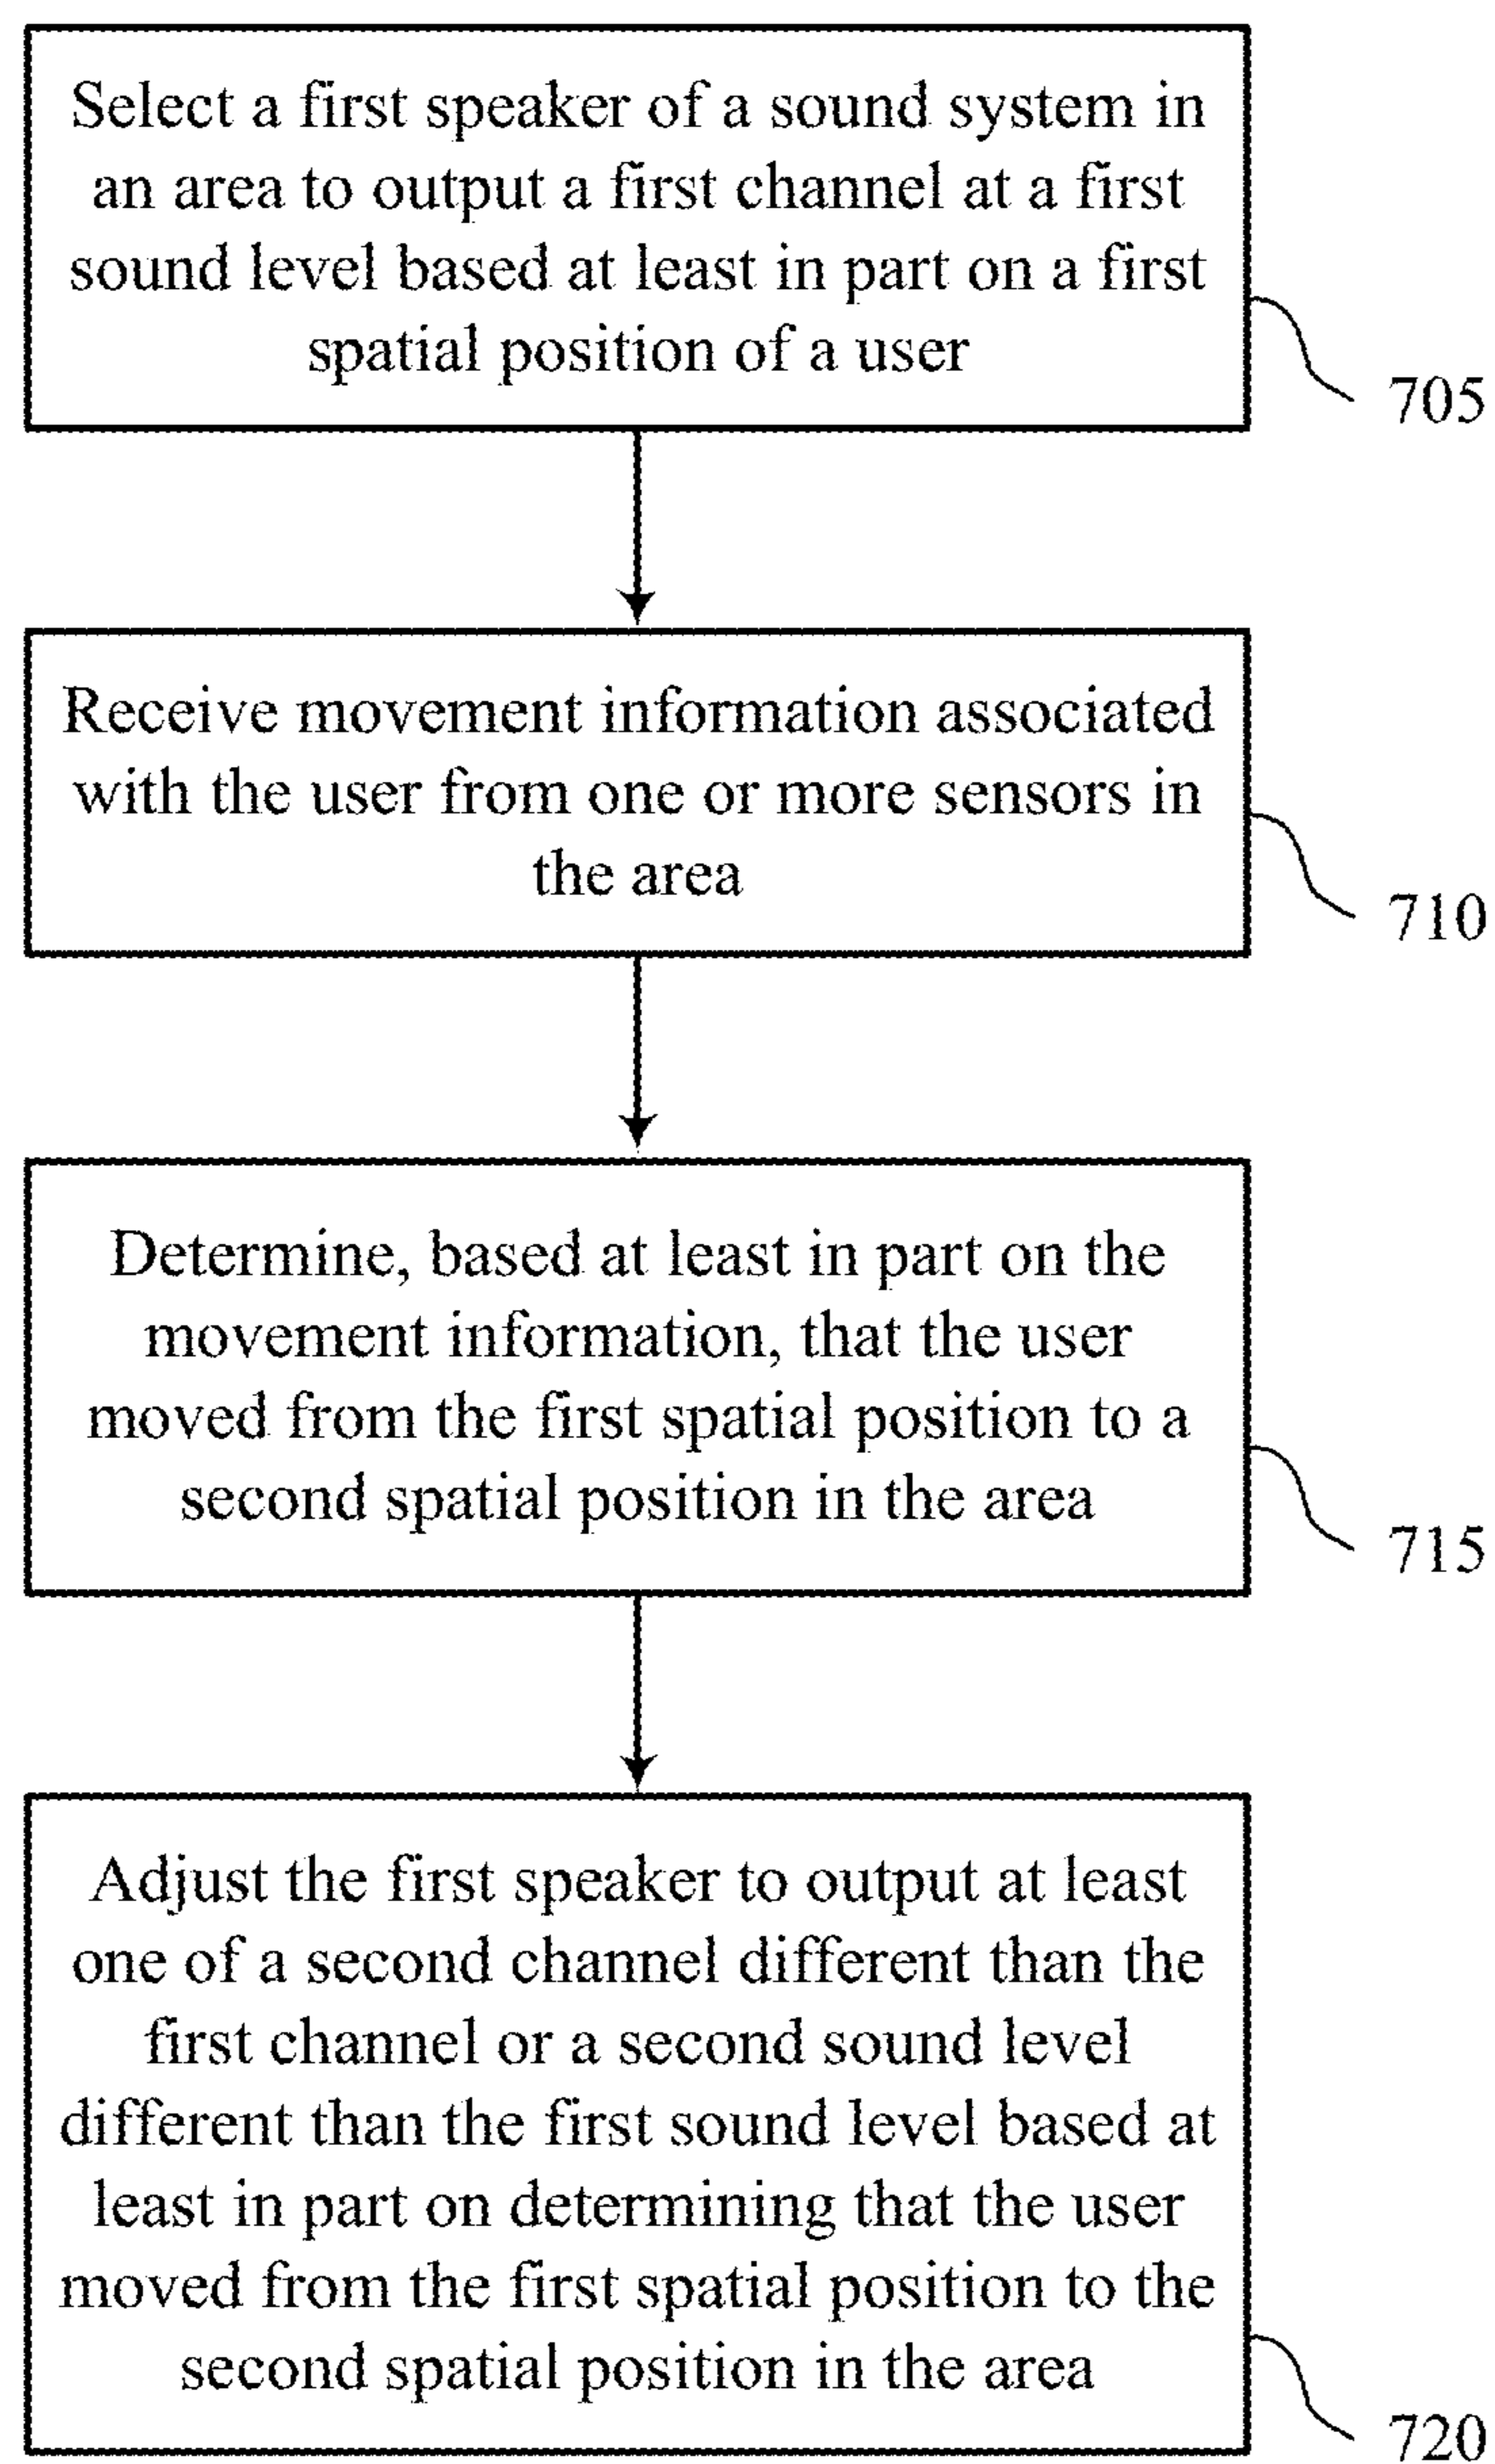 Select a first speaker of a sound system in
an area to output a first channel at a first
sound level based at least in part on a first
spatial position of a user
705
Receive movement information associated
with the user from one or more sensors in
the area
710
Determine, based at least in part on the
movement information, that the user
moved from the first spatial position to a
second spatial position in the area
715
Adjust the first speaker to output at least
one of a second channel different than the
first channel or a second sound level
different than the first sound level based at
least in part on determining that the user
moved from the first spatial position to the
second spatial position in the area
720